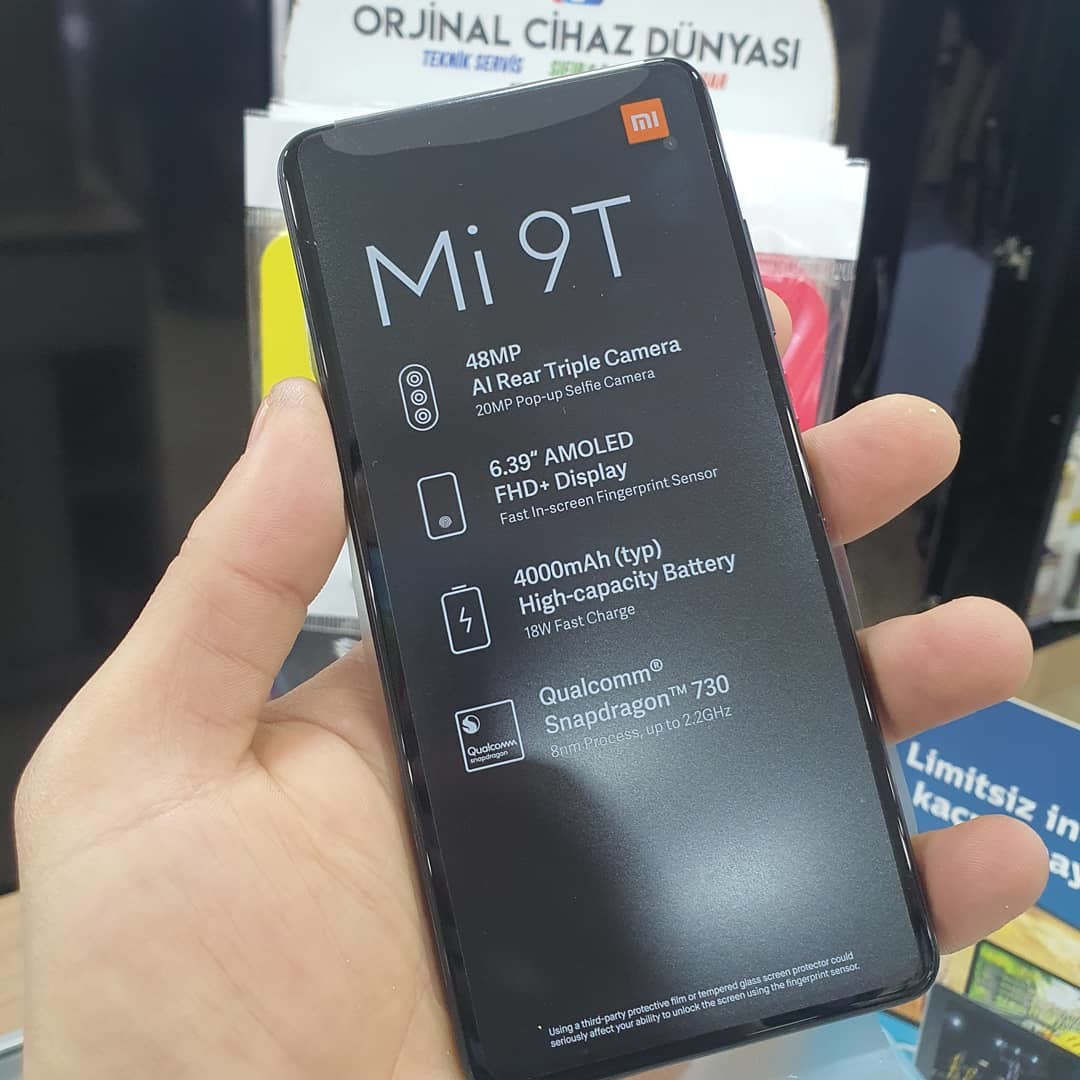 ORJİNAL CİHAZ DÜNYASI
TEKNİK SERVİS
mi
Mi 9T
48MP
AI Rear Triple Camera
20MP Pop-up Selfie Camera
6.39″ AMOLED
FHD+ Display
Fast In-screen Fingerprint Sensor
4000mAh (typ)
High-capacity Battery
18W Fast Charge
Qualcomm®
Snapdragon™ 730
8nm Process, up to 2.2GHz
Qualcomm
snapdragon
Using a third-party protective film or tempered glass screen protector could
seriously affect your ability to unlock the screen using the fingerprint sensor.
Limitsiz